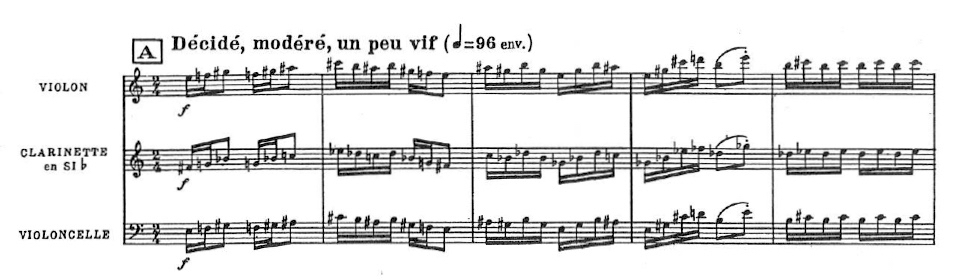 A Décidé, modéré, un peu vif (𝅗𝅥=96 env.)
VIOLON
f
CLARINETTE
en SI♭
f
VIOLONCELLE
f